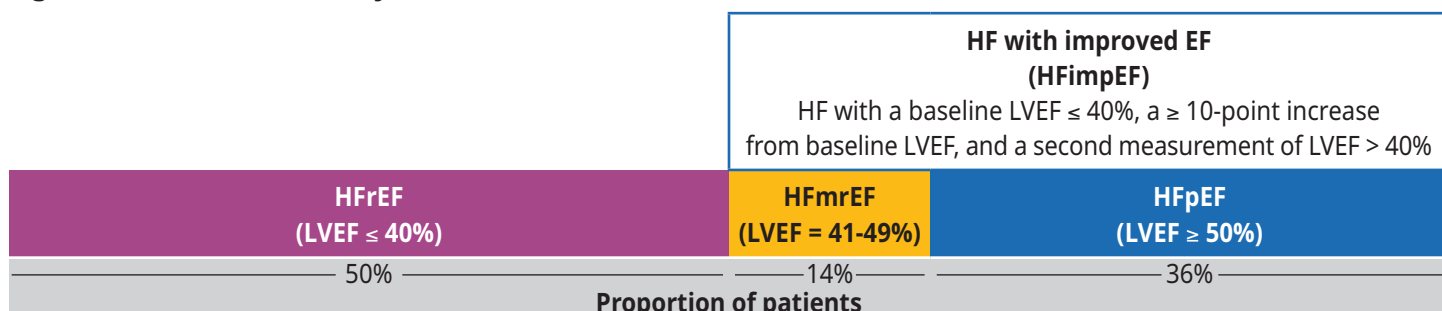 HF with improved EF
(HFimpEF)
HF with a baseline LVEF ≤ 40%, a ≥ 10-point increase
from baseline LVEF, and a second measurement of LVEF > 40%
HFrEF
(LVEF ≤ 40%)
HFmrEF
(LVEF = 41-49%)
HFpEF
(LVEF ≥ 50%)
50%
14%
36%
Proportion of patients